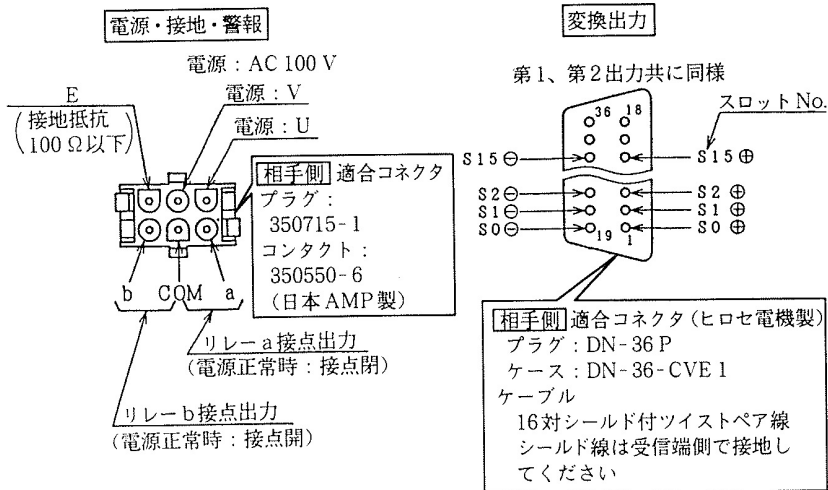 電源・接地・警報
電源：AC 100 V
E
(接地抵抗
100 Ω以下)
電源：V
電源：U
相手側 適合コネクタ
プラグ：
350715-1
コンタクト：
350550-6
(日本AMP製)
b COM a
リレーa接点出力
(電源正常時：接点閉)
リレーb接点出力
(電源正常時：接点開)
変換出力
第1、第2出力共に同様
スロットNo.
36 18
S15⊖ S15⊕
S2⊖ S2⊕
S1⊖ S1⊕
S0⊖ S0⊕
19 1
相手側 適合コネクタ(ヒロセ電機製)
プラグ：DN-36P
ケース：DN-36-CVE1
ケーブル
16対シールド付ツイストペア線
シールド線は受信端側で接地し
てください